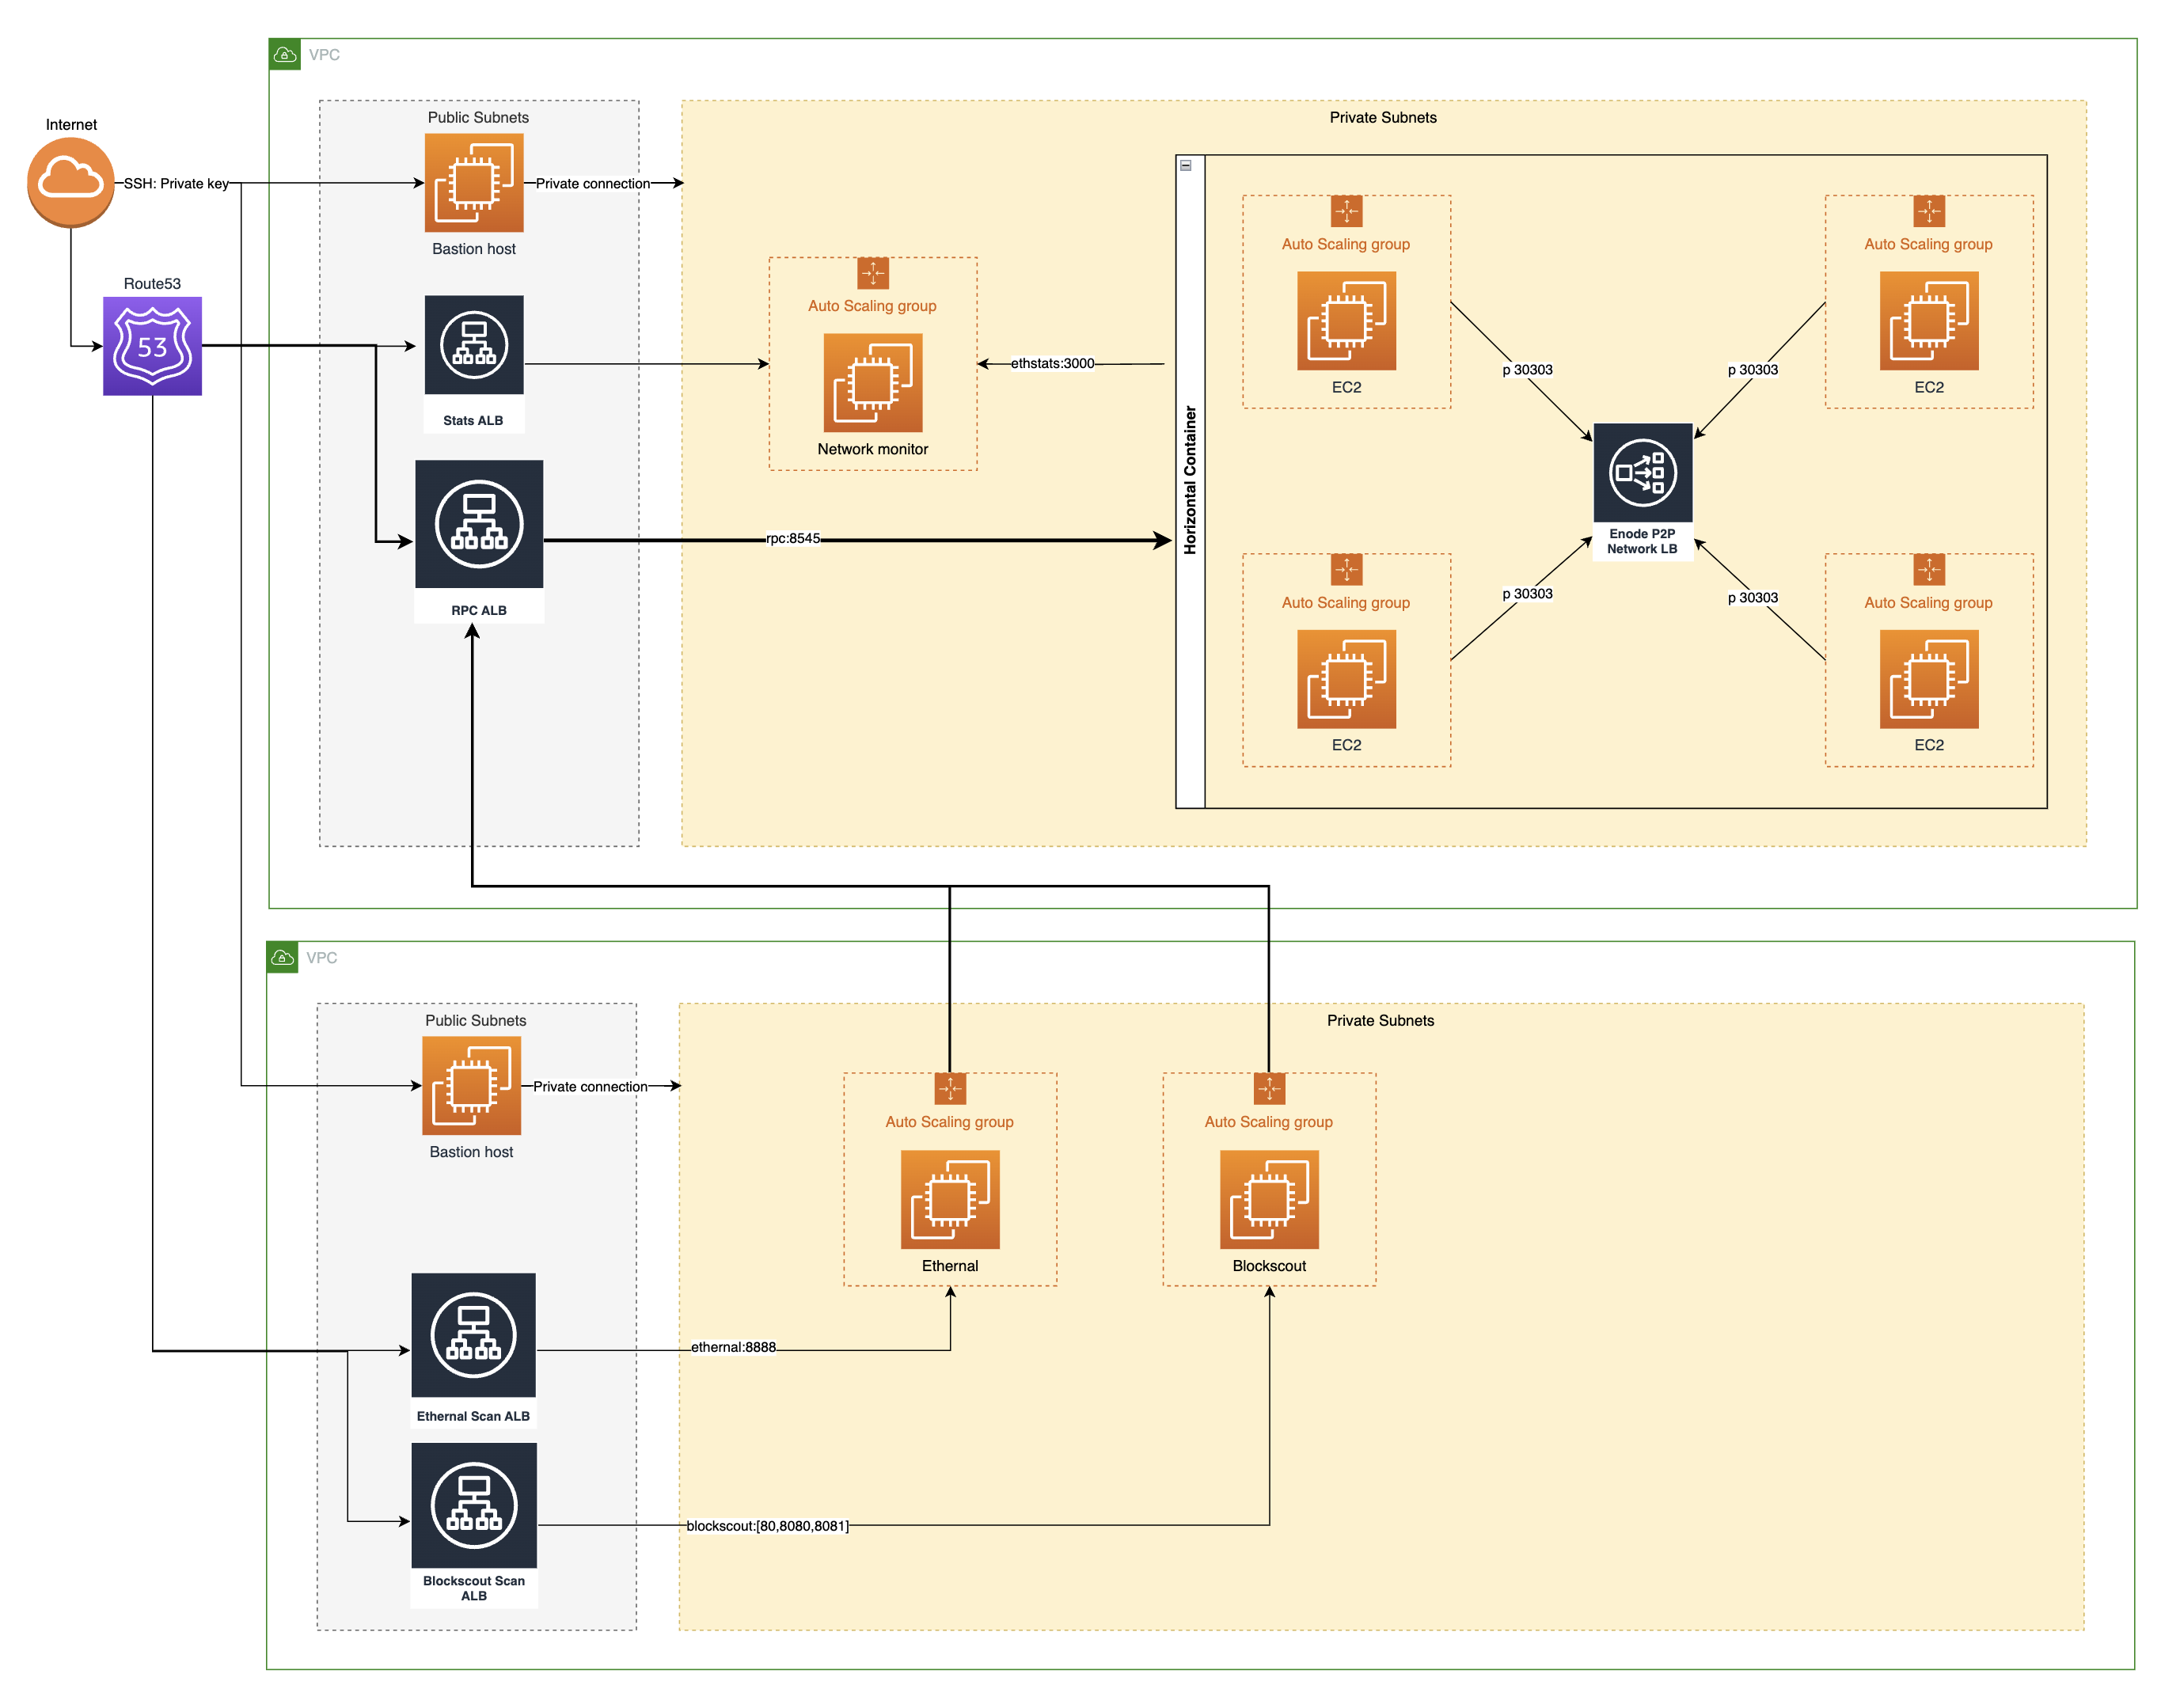 VPC
Internet
Public Subnets
Private Subnets
SSH: Private key
Private connection
Bastion host
Route53
53
Stats ALB
Auto Scaling group
Network monitor
ethstats:3000
RPC ALB
rpc:8545
Horizontal Container
Auto Scaling group
EC2
Auto Scaling group
EC2
p 30303
p 30303
Enode P2P
Network LB
p 30303
p 30303
Auto Scaling group
EC2
Auto Scaling group
EC2
VPC
Public Subnets
Private Subnets
Private connection
Bastion host
Auto Scaling group
Ethernal
Auto Scaling group
Blockscout
Ethernal Scan ALB
ethernal:8888
Blockscout Scan
ALB
blockscout:[80,8080,8081]